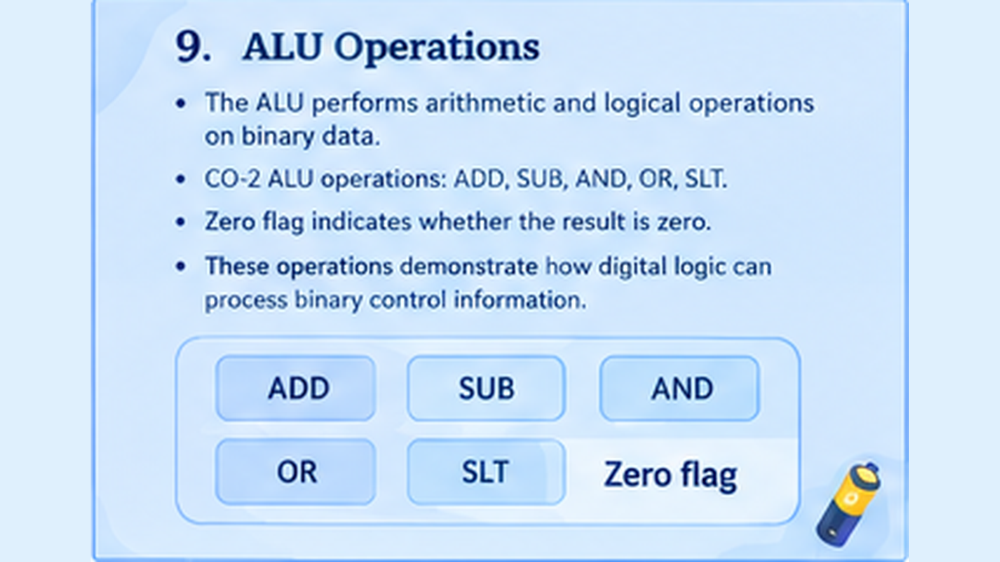 9. ALU Operations
• The ALU performs arithmetic and logical operations
on binary data.
• CO-2 ALU operations: ADD, SUB, AND, OR, SLT.
• Zero flag indicates whether the result is zero.
• These operations demonstrate how digital logic can
process binary control information.
ADD SUB AND
OR SLT Zero flag